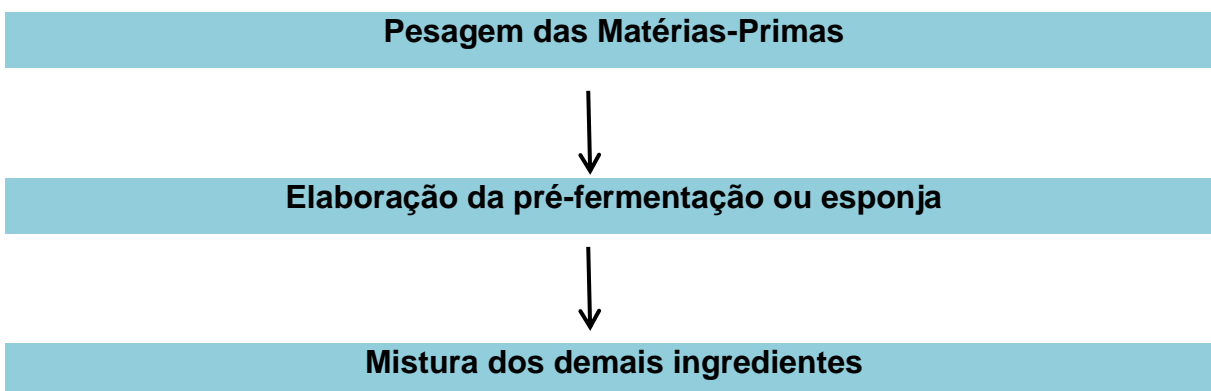 Pesagem das Matérias-Primas
Elaboração da pré-fermentação ou esponja
Mistura dos demais ingredientes